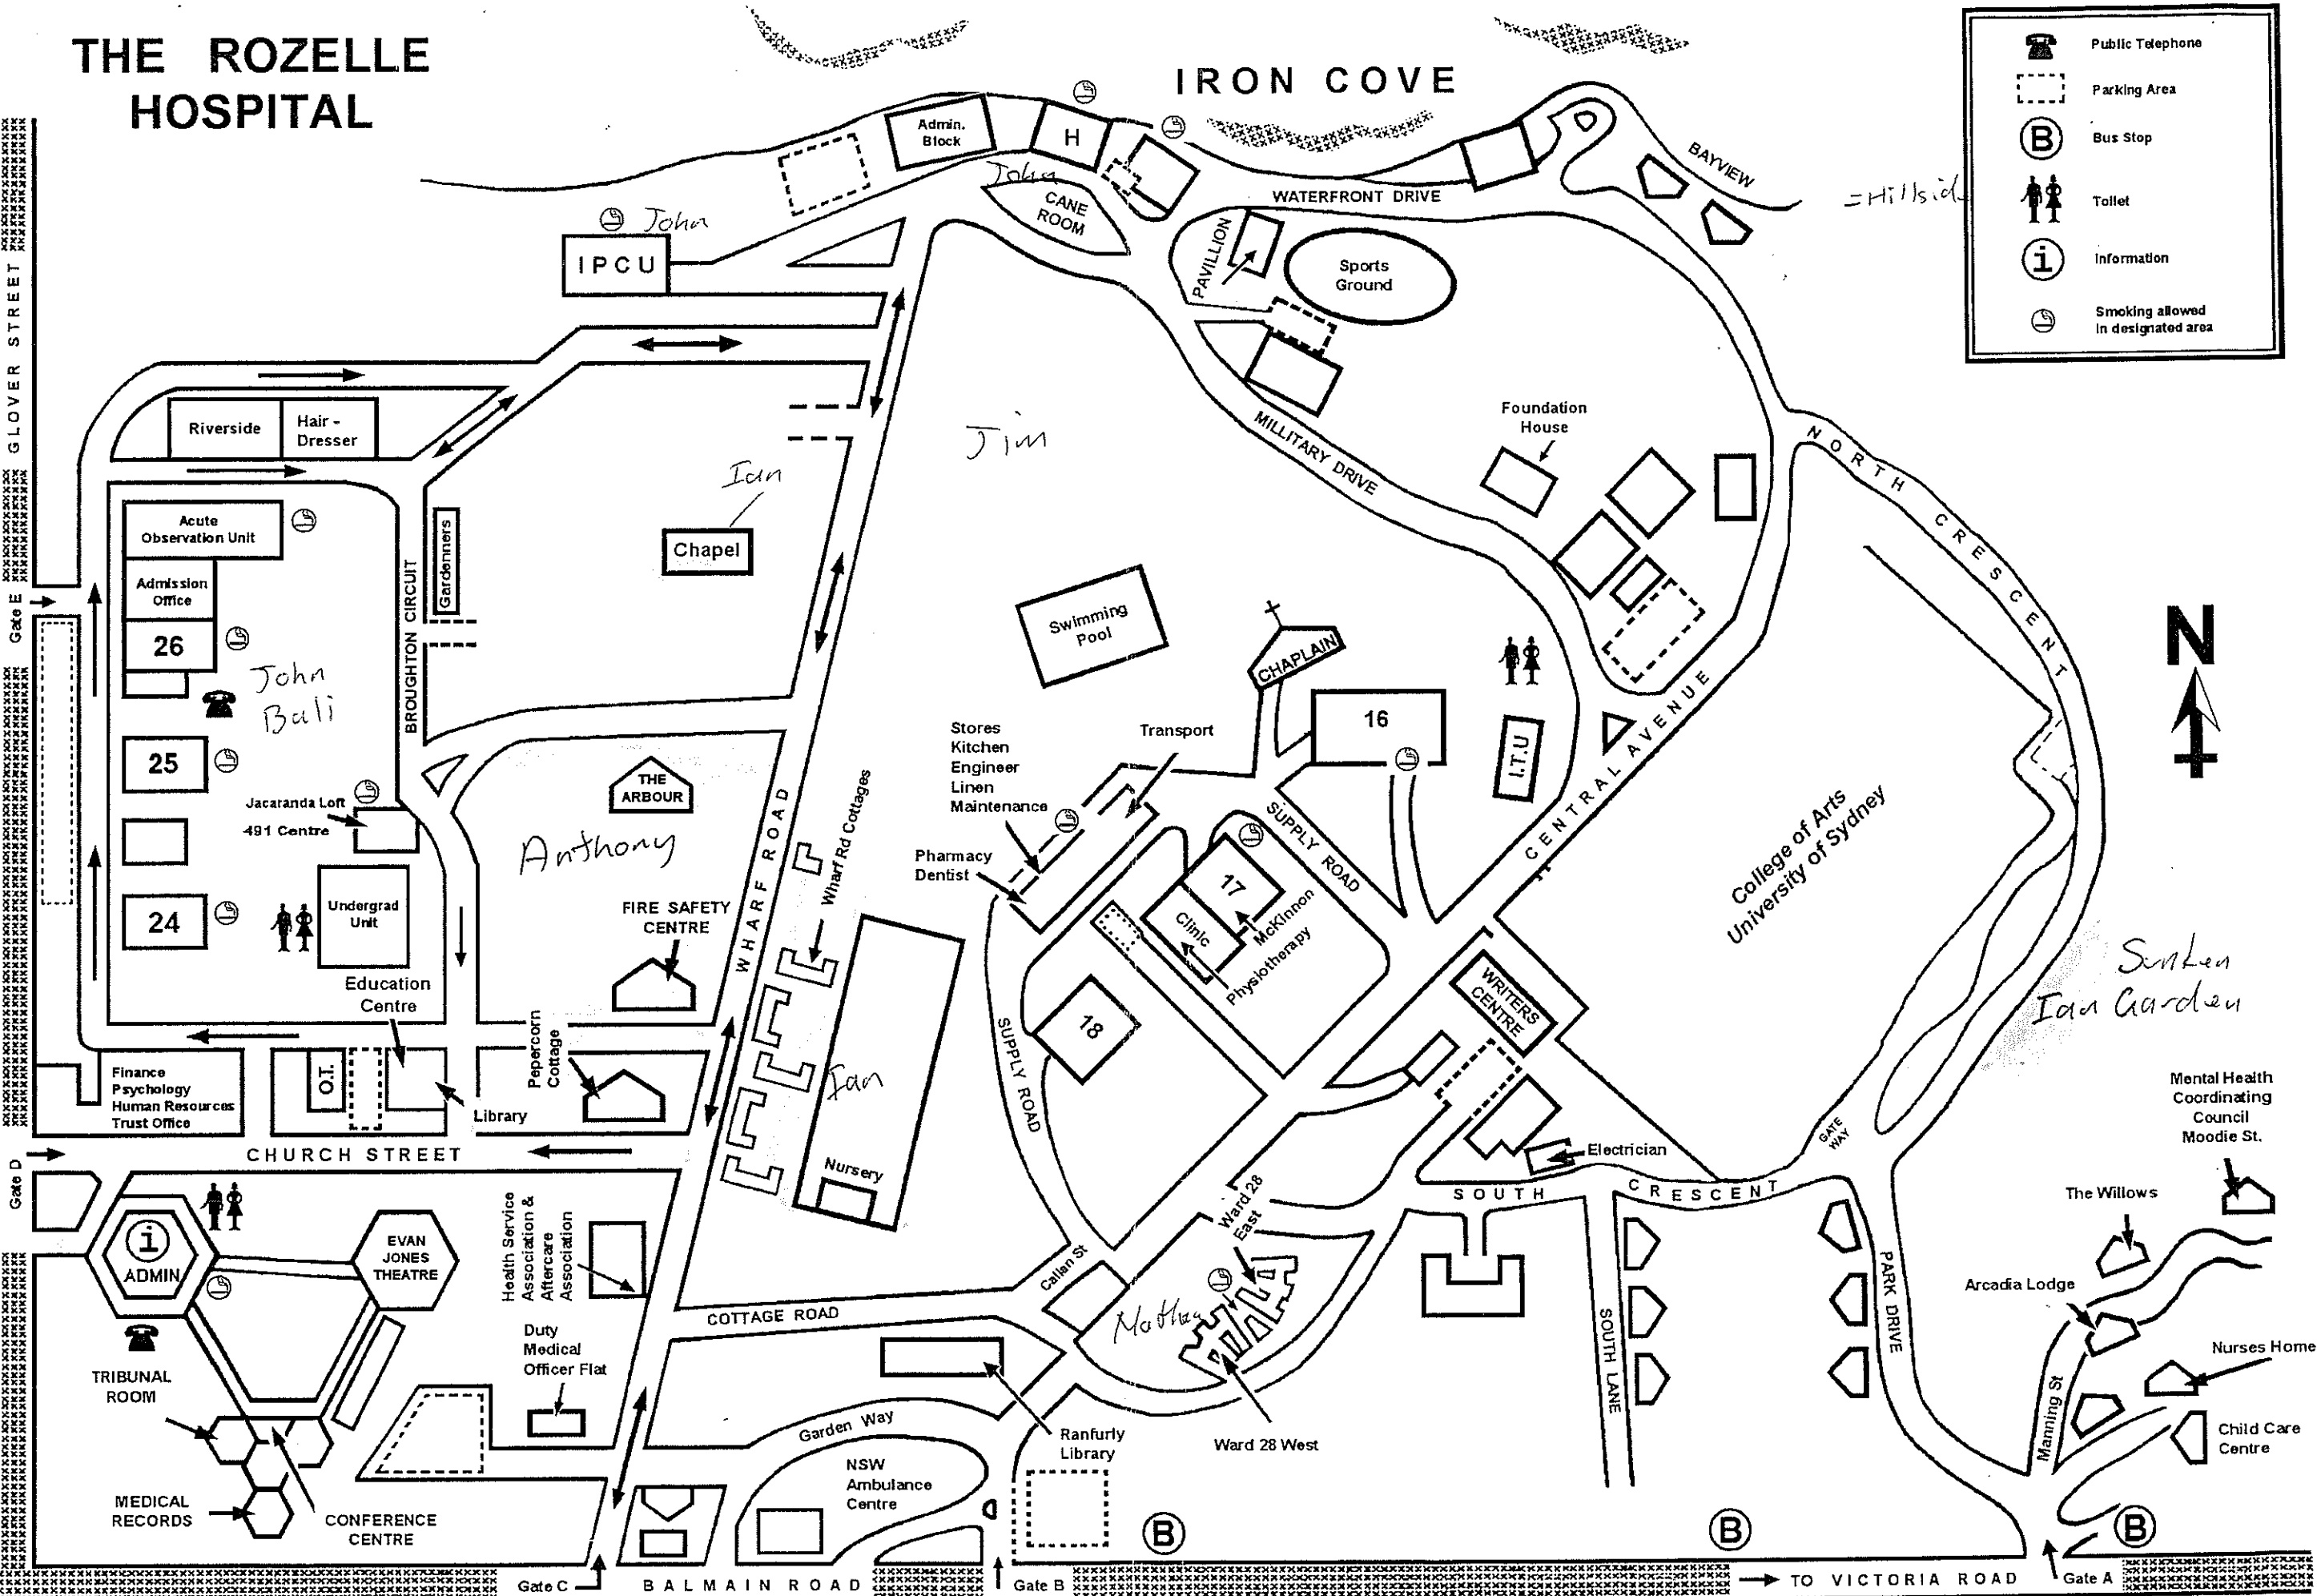 THE ROZELLE
HOSPITAL
IRON COVE
Public Telephone
Parking Area
B
Bus Stop
Toilet
i
Information
Smoking allowed
in designated area
Admin.
Block
H
John
CANE
ROOM
WATERFRONT DRIVE
BAYVIEW
John
IPCU
PAVILLION
Sports
Ground
GLOVER STREET
Riverside
Hair -
Dresser
MILLITARY DRIVE
Foundation
House
NORTH CRESCENT
Jim
Ian
Chapel
Acute
Observation Unit
Admission
Office
26
Gate E
BROUGHTON CIRCUIT
Gardenners
John
Bali
25
Jacaranda Loft
491 Centre
24
Undergrad
Unit
Education
Centre
THE
ARBOUR
Anthony
FIRE SAFETY
CENTRE
WHARF ROAD
Wharf Rd Cottages
Swimming
Pool
CHAPLAIN
16
I.T.U
CENTRAL AVENUE
N
Stores
Kitchen
Engineer
Linen
Maintenance
Transport
Pharmacy
Dentist
SUPPLY ROAD
17
Clinic
McKinnon
Physiotherapy
18
SUPPLY ROAD
College of Arts
University of Sydney
WRITERS
CENTRE
Sunken
Ian Garden
Finance
Psychology
Human Resources
Trust Office
O.T.
Library
Pepercorn
Cottage
Ian
Nursery
CHURCH STREET
Gate D
Electrician
GATE
WAY
SOUTH CRESCENT
Mental Health
Coordinating
Council
Moodie St.
The Willows
Arcadia Lodge
Nurses Home
Child Care
Centre
Manning St
PARK DRIVE
SOUTH LANE
Ward 28
East
Callan St
Ward 28 West
i
ADMIN
EVAN
JONES
THEATRE
Health Service
Association &
Aftercare
Association
COTTAGE ROAD
Duty
Medical
Officer Flat
TRIBUNAL
ROOM
MEDICAL
RECORDS
CONFERENCE
CENTRE
Garden Way
NSW
Ambulance
Centre
Ranfurly
Library
B
B
B
Gate C
BALMAIN ROAD
Gate B
TO VICTORIA ROAD
Gate A